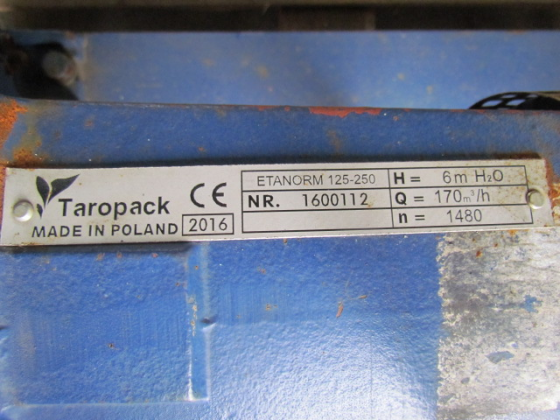 Taropack
MADE IN POLAND
CE
2016
ETANORM 125-250
NR. 1600112
H = 6m H₂O
Q = 170m³/h
n = 1480